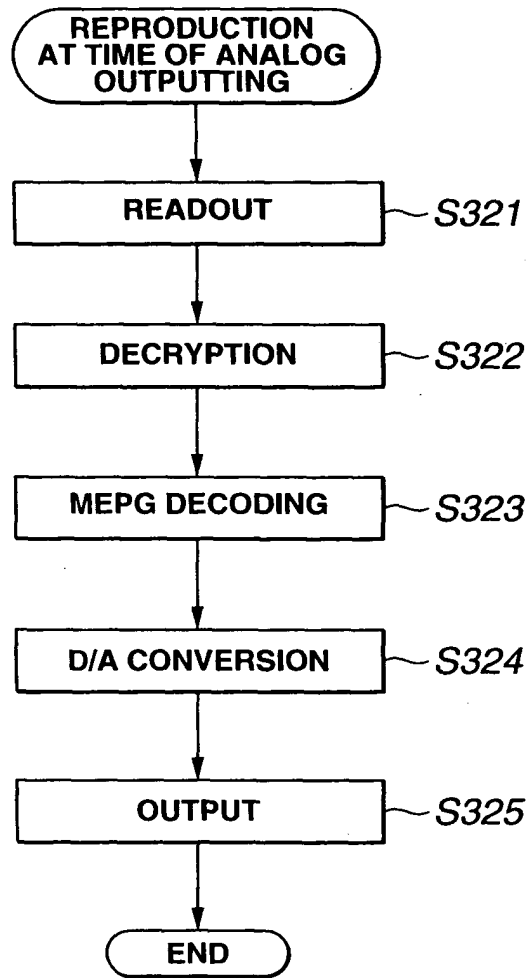 REPRODUCTION
AT TIME OF ANALOG
OUTPUTTING
READOUT
S321
DECRYPTION
S322
MEPG DECODING
S323
D/A CONVERSION
S324
OUTPUT
S325
END